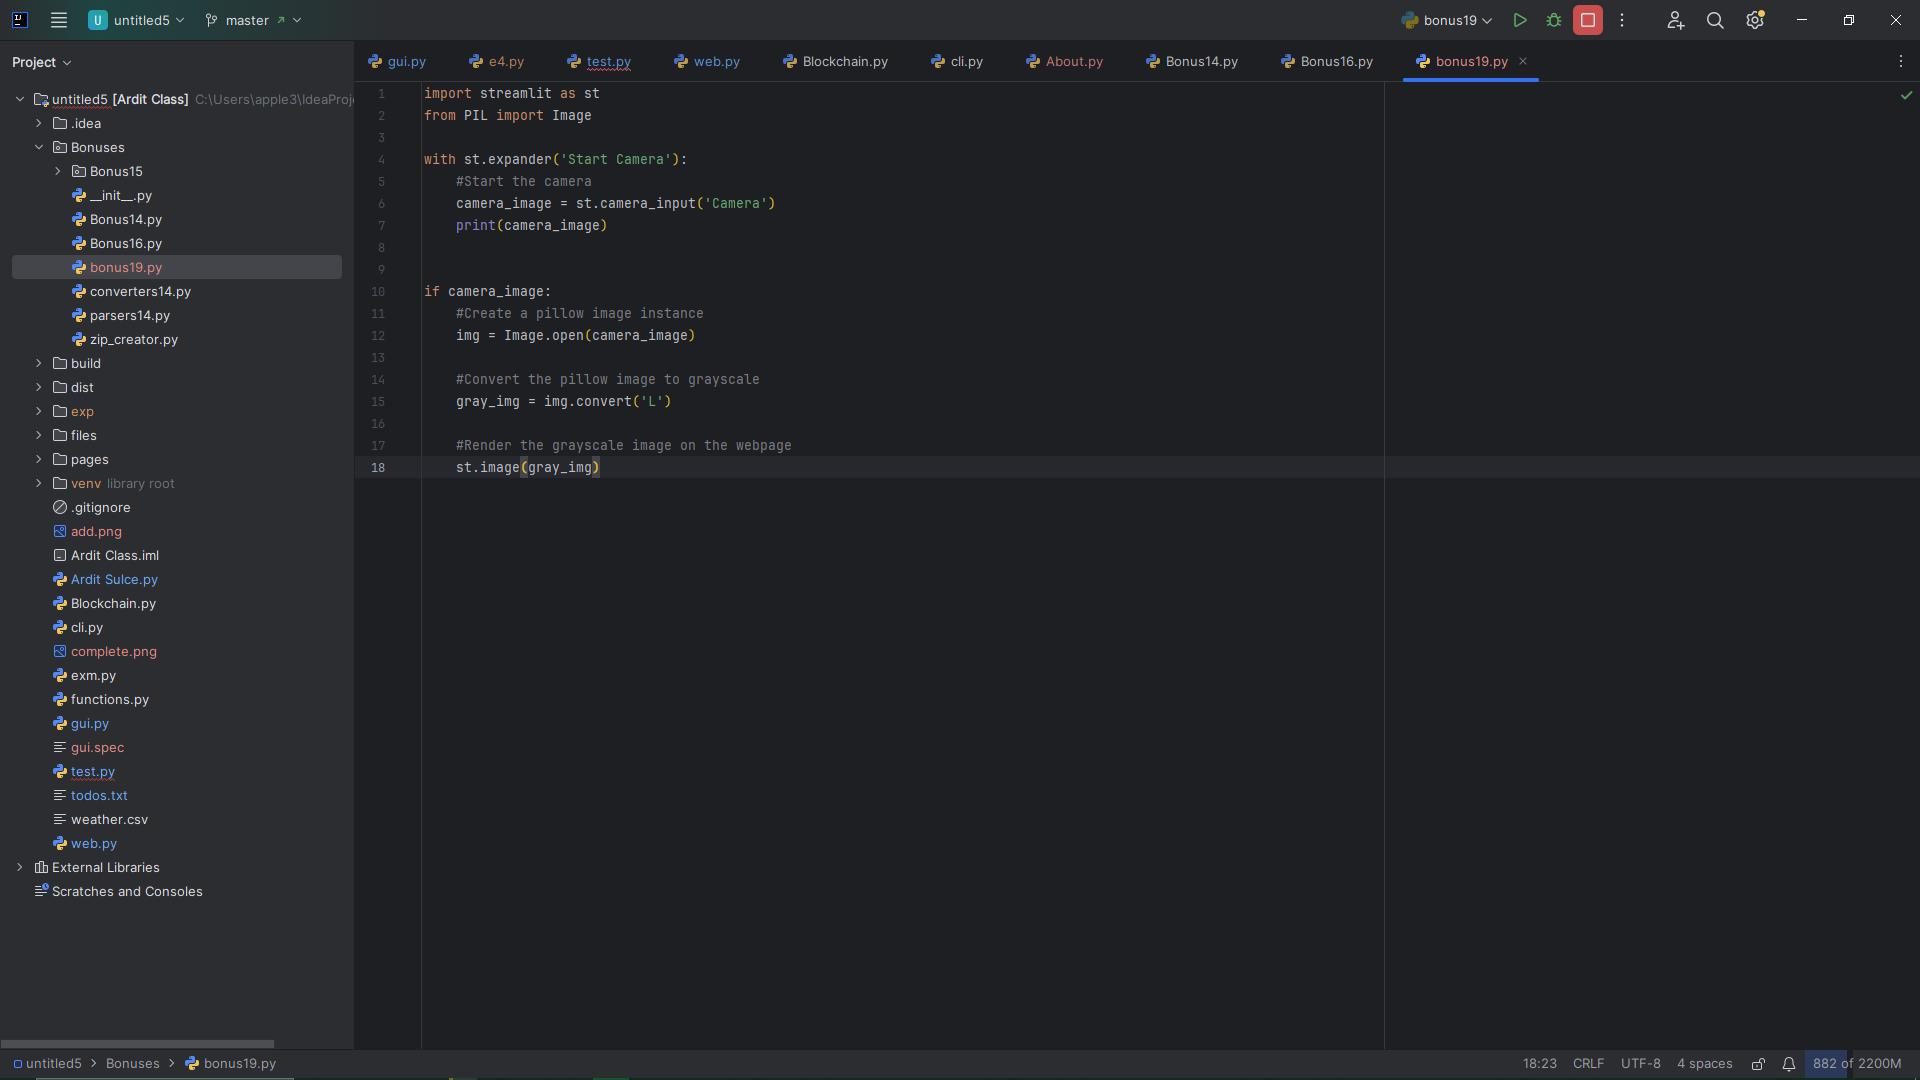 U untitled5 master bonus19
Project
gui.py e4.py test.py web.py Blockchain.py cli.py About.py Bonus14.py Bonus16.py bonus19.py
untitled5 [Ardit Class] C:\Users\apple3\IdeaProj
.idea
Bonuses
Bonus15
__init__.py
Bonus14.py
Bonus16.py
bonus19.py
converters14.py
parsers14.py
zip_creator.py
build
dist
exp
files
pages
venv library root
.gitignore
add.png
Ardit Class.iml
Ardit Sulce.py
Blockchain.py
cli.py
complete.png
exm.py
functions.py
gui.py
gui.spec
test.py
todos.txt
weather.csv
web.py
External Libraries
Scratches and Consoles
1 import streamlit as st
2 from PIL import Image
3
4 with st.expander('Start Camera'):
5 #Start the camera
6 camera_image = st.camera_input('Camera')
7 print(camera_image)
8
9
10 if camera_image:
11 #Create a pillow image instance
12 img = Image.open(camera_image)
13
14 #Convert the pillow image to grayscale
15 gray_img = img.convert('L')
16
17 #Render the grayscale image on the webpage
18 st.image(gray_img)
untitled5 > Bonuses > bonus19.py 18:23 CRLF UTF-8 4 spaces 882 of 2200M